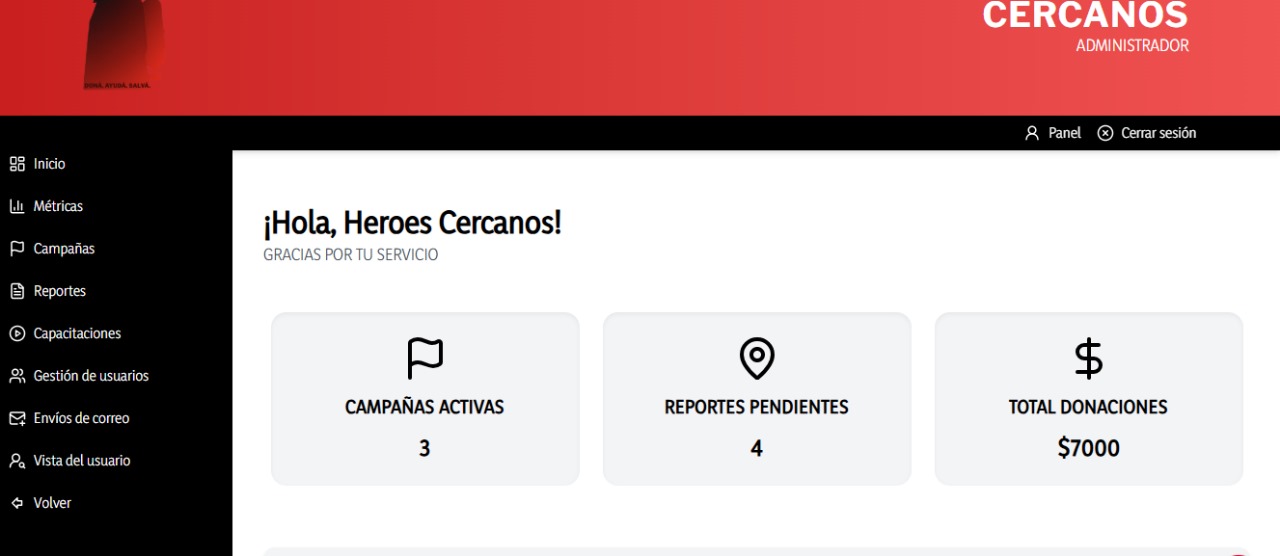 CERCANOS
ADMINISTRADOR
DONÁ. AYUDÁ. SALVÁ.
Panel
Cerrar sesión
Inicio
Métricas
Campañas
Reportes
Capacitaciones
Gestión de usuarios
Envíos de correo
Vista del usuario
Volver
¡Hola, Heroes Cercanos!
GRACIAS POR TU SERVICIO
CAMPAÑAS ACTIVAS
3
REPORTES PENDIENTES
4
TOTAL DONACIONES
$7000